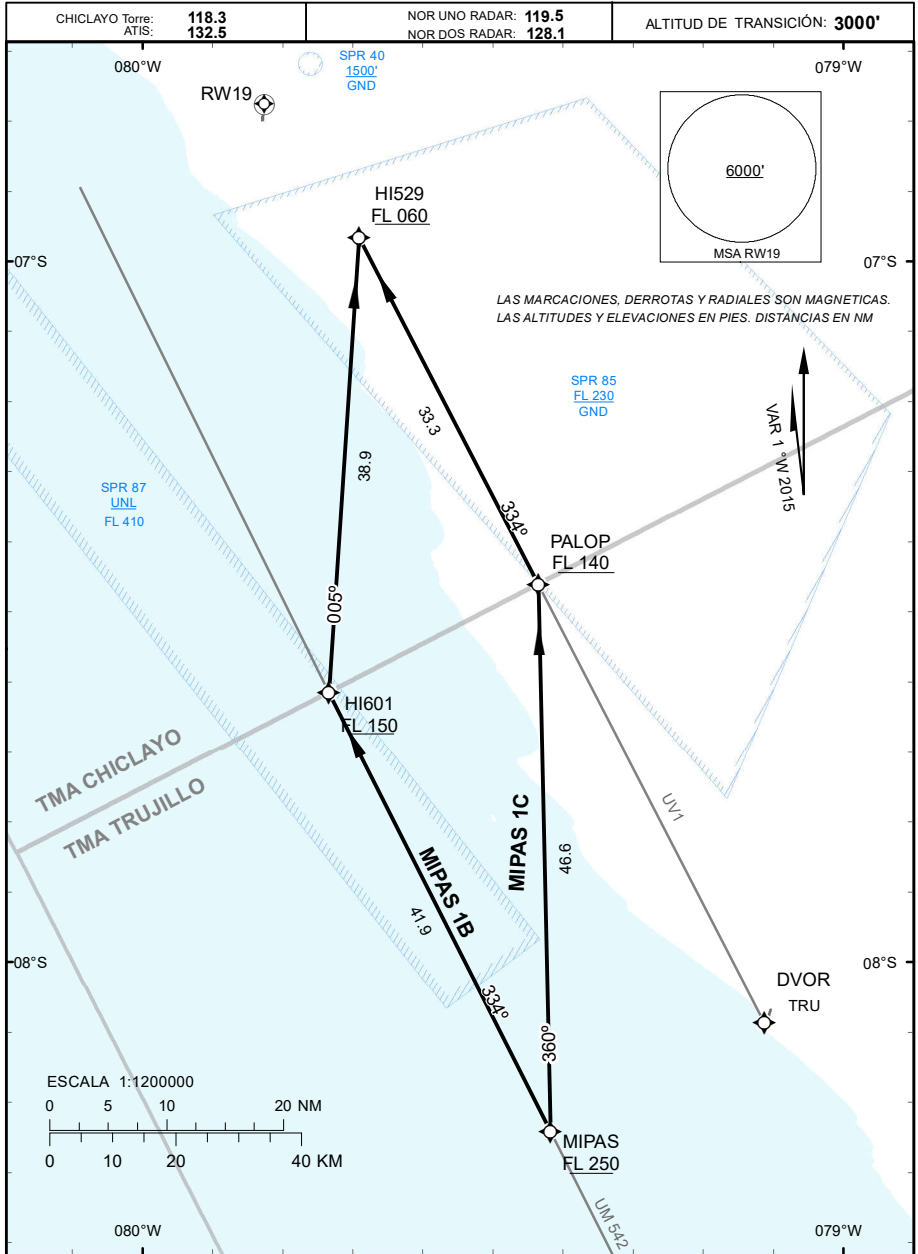 CHICLAYO Torre: 118.3
ATIS: 132.5
NOR UNO RADAR: 119.5
NOR DOS RADAR: 128.1
ALTITUD DE TRANSICIÓN: 3000'
080°W
079°W
SPR 40
1500'
GND
RW19
6000'
MSA RW19
HI529
FL 060
07°S
07°S
LAS MARCACIONES, DERROTAS Y RADIALES SON MAGNETICAS.
LAS ALTITUDES Y ELEVACIONES EN PIES. DISTANCIAS EN NM
SPR 85
FL 230
GND
VAR 1 °W 2015
33.3
38.9
SPR 87
UNL
FL 410
334º
PALOP
FL 140
005º
HI601
FL 150
TMA CHICLAYO
TMA TRUJILLO
UV1
MIPAS 1C
46.6
MIPAS 1B
41.9
08°S
08°S
DVOR
TRU
334º
360º
ESCALA 1:1200000
0 5 10 20 NM
0 10 20 40 KM
MIPAS
FL 250
UM 542
080°W
079°W